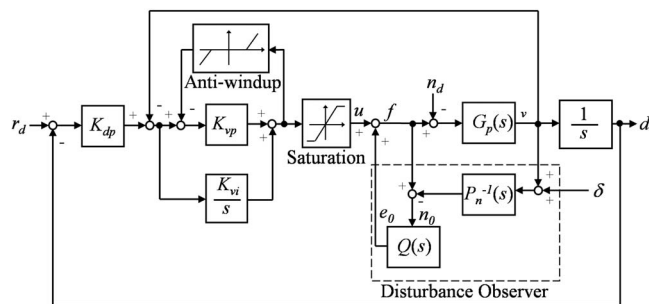 Anti-windup
r_d + - K_dp + - + - K_vp + + Saturation u + + f + - n_d G_p(s) v 1/s d
K_vi/s
e_0 Q(s) + - n_0 P_n^{-1}(s) + + δ
Disturbance Observer